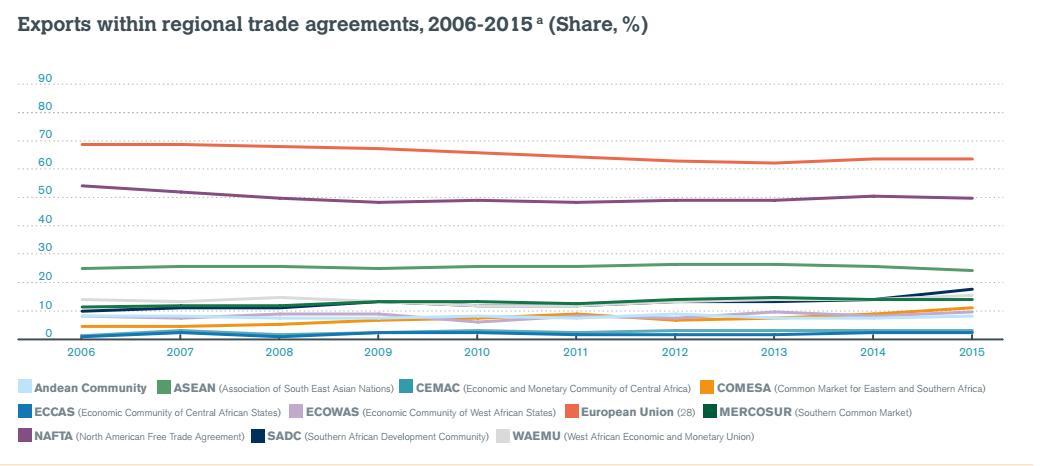 Exports within regional trade agreements, 2006-2015 a (Share, %)
90
80
70
60
50
40
30
20
10
0
2006 2007 2008 2009 2010 2011 2012 2013 2014 2015
Andean Community ASEAN (Association of South East Asian Nations) CEMAC (Economic and Monetary Community of Central Africa) COMESA (Common Market for Eastern and Southern Africa)
ECCAS (Economic Community of Central African States) ECOWAS (Economic Community of West African States) European Union (28) MERCOSUR (Southern Common Market)
NAFTA (North American Free Trade Agreement) SADC (Southern African Development Community) WAEMU (West African Economic and Monetary Union)